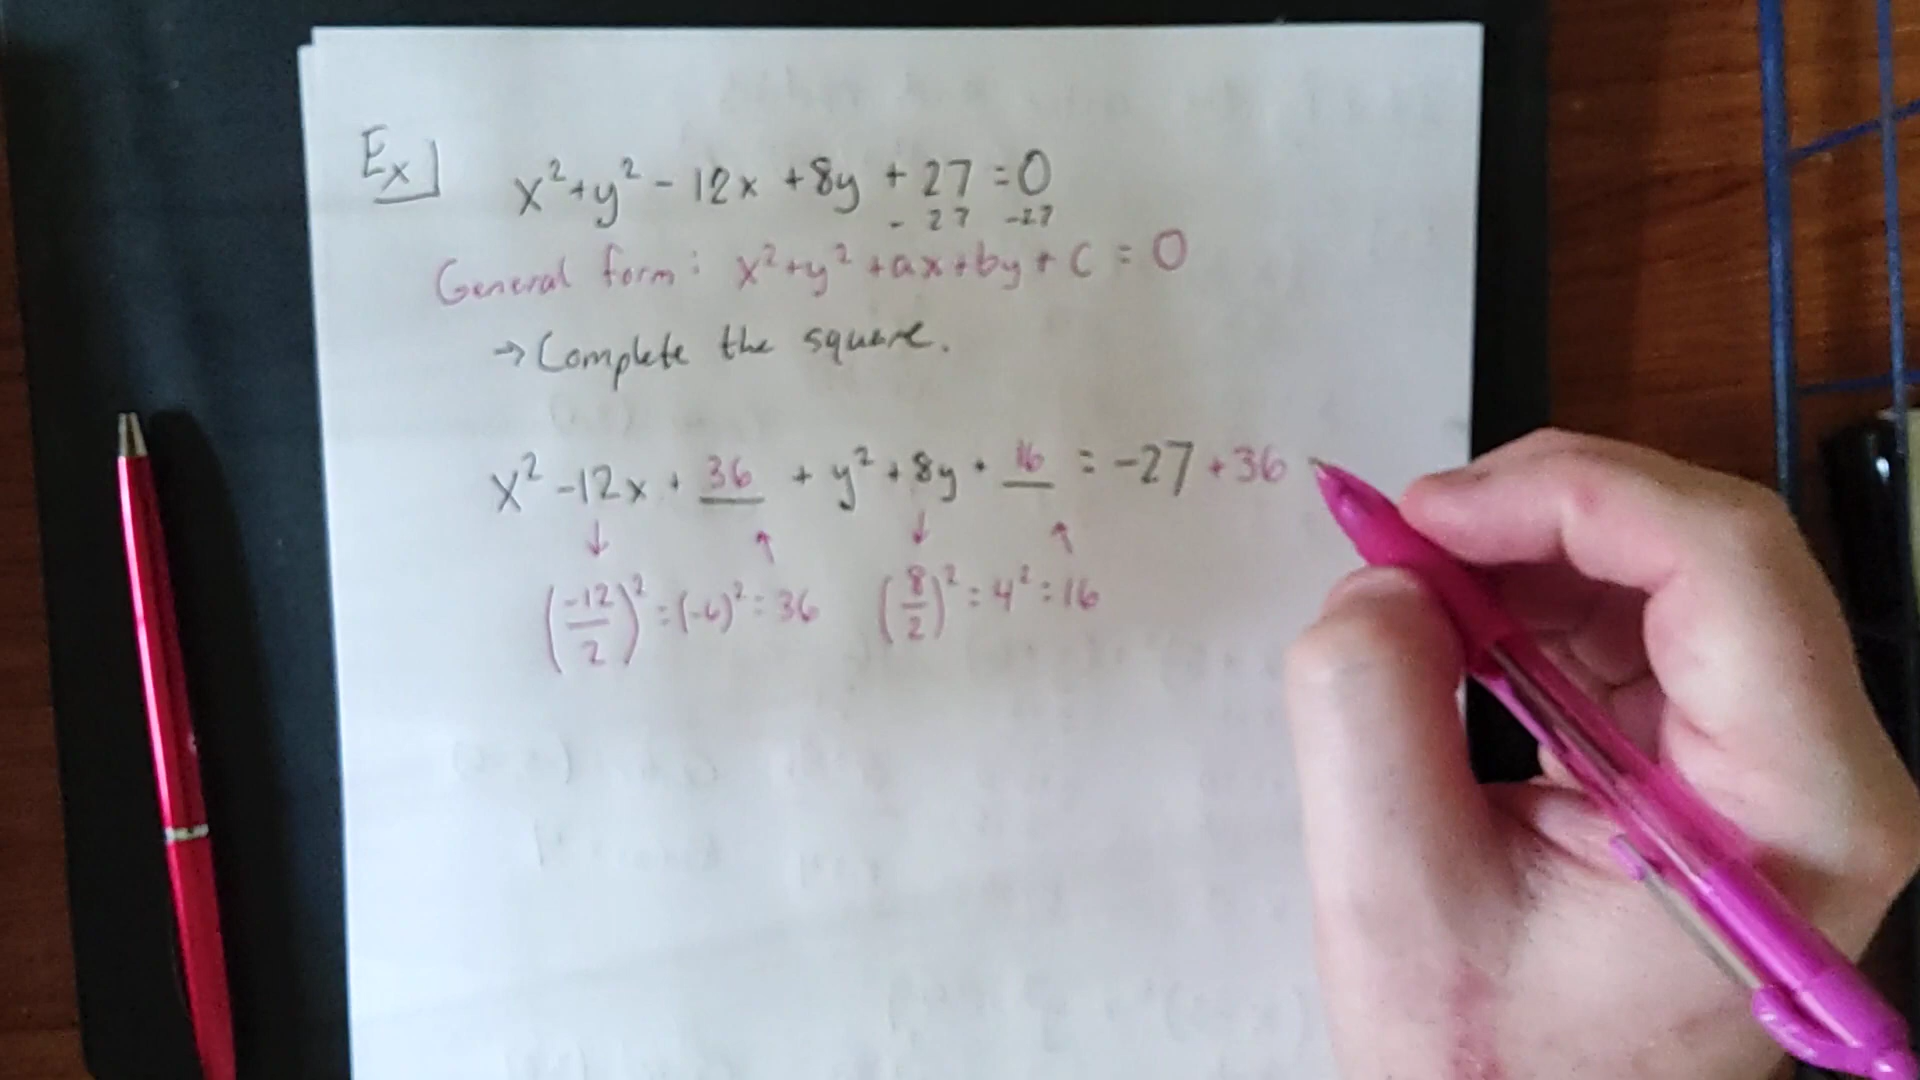 Ex]
x²+y² - 12x + 8y + 27 = 0
- 27 -27
General form: x²+y²+ax+by+c = 0
→ Complete the square.
x² -12x + 36 + y² + 8y + 16 = -27 + 36
↓ ↑ ↓ ↑
(-12/2)² = (-6)² = 36 (8/2)² = 4² = 16